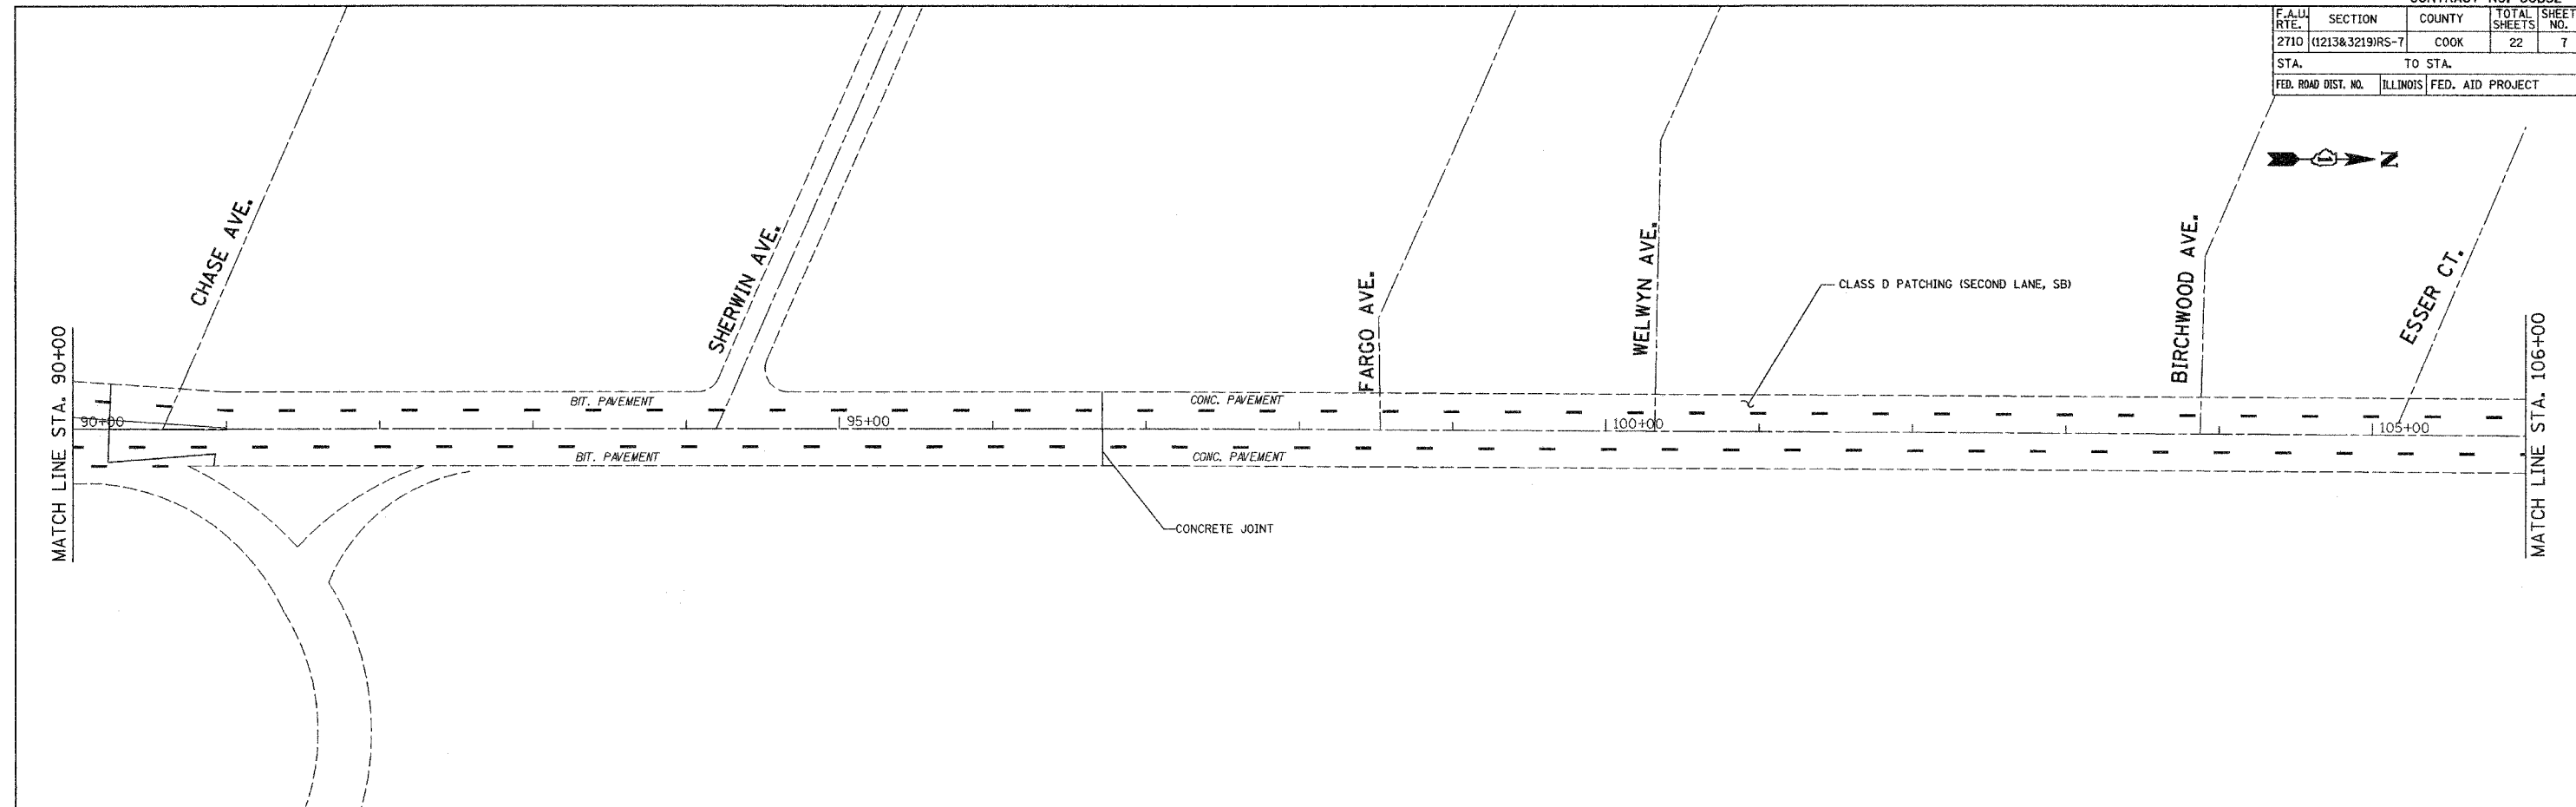 CONTRACT NO.
F.A.U. RTE. SECTION COUNTY TOTAL SHEETS SHEET NO.
2710 (1213&3219)RS-7 COOK 22 7
STA. TO STA.
FED. ROAD DIST. NO. ILLINOIS FED. AID PROJECT
N
CHASE AVE.
SHERWIN AVE.
FARGO AVE.
WELWYN AVE.
CLASS D PATCHING (SECOND LANE, SB)
BIRCHWOOD AVE.
ESSER CT.
MATCH LINE STA. 90+00
MATCH LINE STA. 106+00
BIT. PAVEMENT
CONC. PAVEMENT
90+00
95+00
100+00
105+00
BIT. PAVEMENT
CONC. PAVEMENT
CONCRETE JOINT